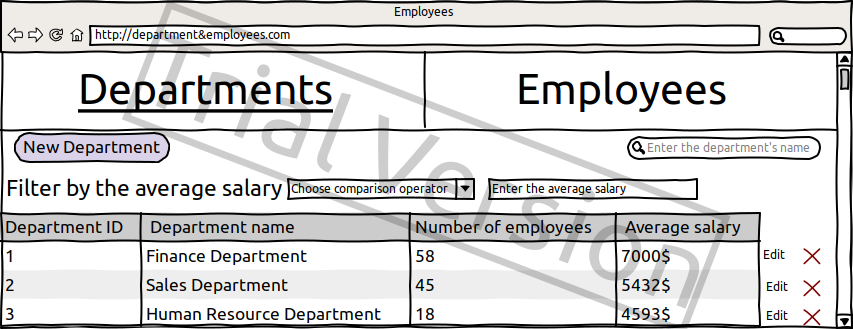 Employees
http://department&employees.com
Departments Employees
New Department Enter the department's name
Filter by the average salary Choose comparison operator Enter the average salary
Department ID Department name Number of employees Average salary
1 Finance Department 58 7000$ Edit
2 Sales Department 45 5432$ Edit
3 Human Resource Department 18 4593$ Edit
Trial Version